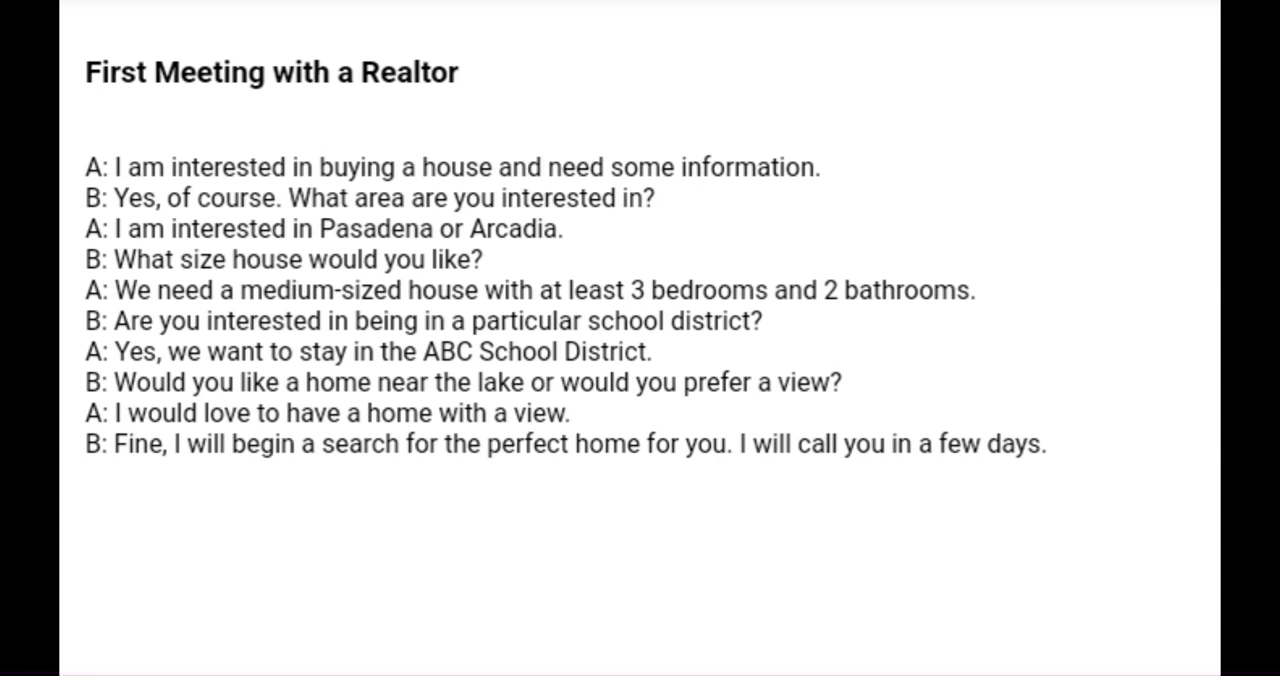 First Meeting with a Realtor
A: I am interested in buying a house and need some information.
B: Yes, of course. What area are you interested in?
A: I am interested in Pasadena or Arcadia.
B: What size house would you like?
A: We need a medium-sized house with at least 3 bedrooms and 2 bathrooms.
B: Are you interested in being in a particular school district?
A: Yes, we want to stay in the ABC School District.
B: Would you like a home near the lake or would you prefer a view?
A: I would love to have a home with a view.
B: Fine, I will begin a search for the perfect home for you. I will call you in a few days.